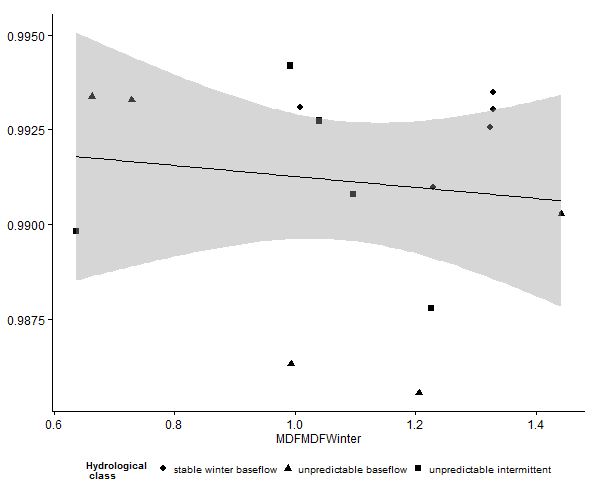 0.9950
0.9925
0.9900
0.9875
0.6 0.8 1.0 1.2 1.4
MDFMDFWinter
Hydrological
class
stable winter baseflow unpredictable baseflow unpredictable intermittent